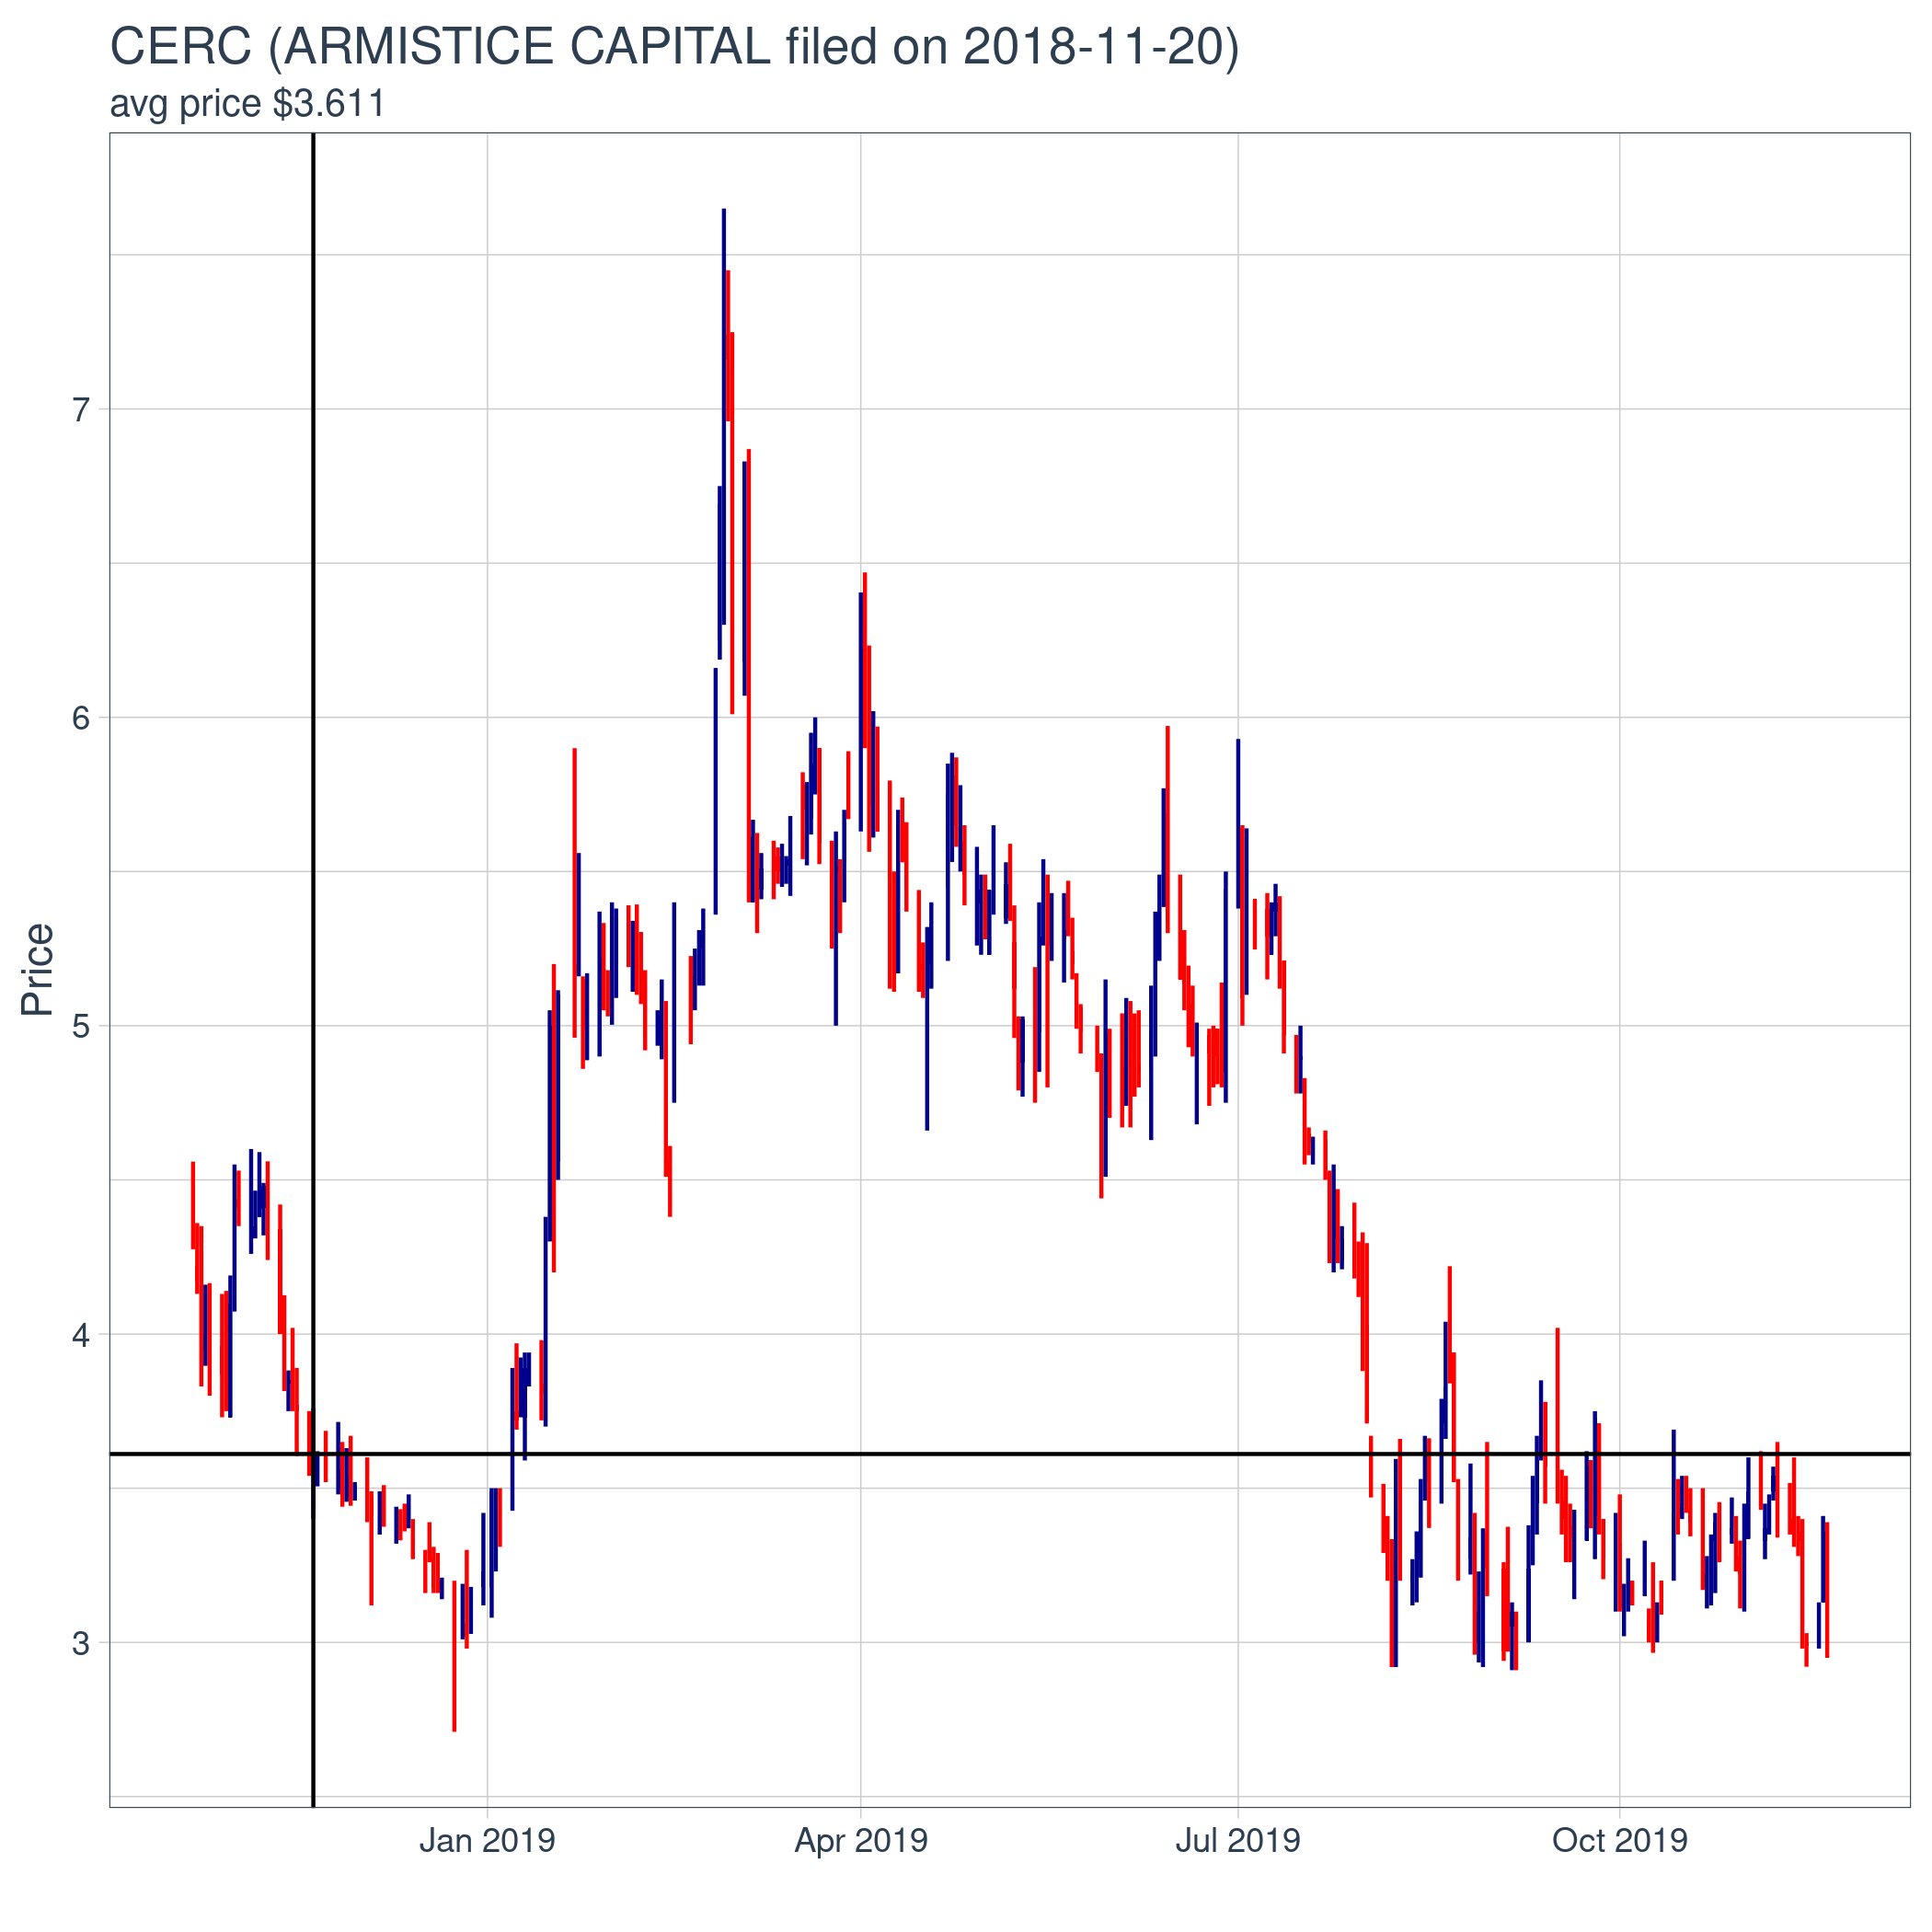 CERC (ARMISTICE CAPITAL filed on 2018-11-20)
avg price $3.611
Price
7
6
5
4
3
Jan 2019
Apr 2019
Jul 2019
Oct 2019